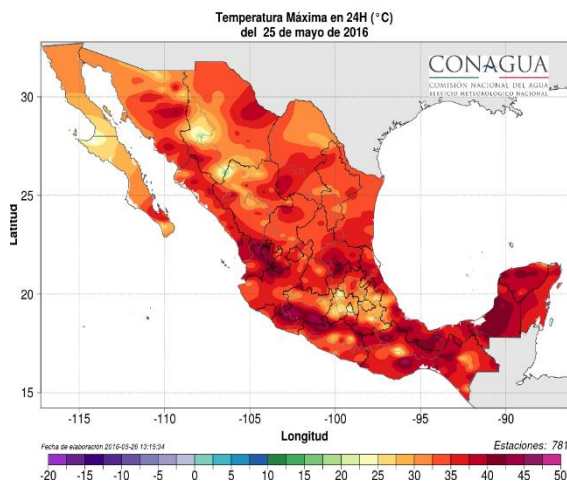 Temperatura Máxima en 24H (°C)
del 25 de mayo de 2016
CONAGUA
COMISIÓN NACIONAL DEL AGUA
SERVICIO METEOROLÓGICO NACIONAL
Latitud
30
25
20
15
-115 -110 -105 -100 -95 -90
Longitud
Fecha de elaboración 2016-05-26 13:15:34
Estaciones: 781
-20 -15 -10 -5 0 5 10 15 20 25 30 35 40 45 50